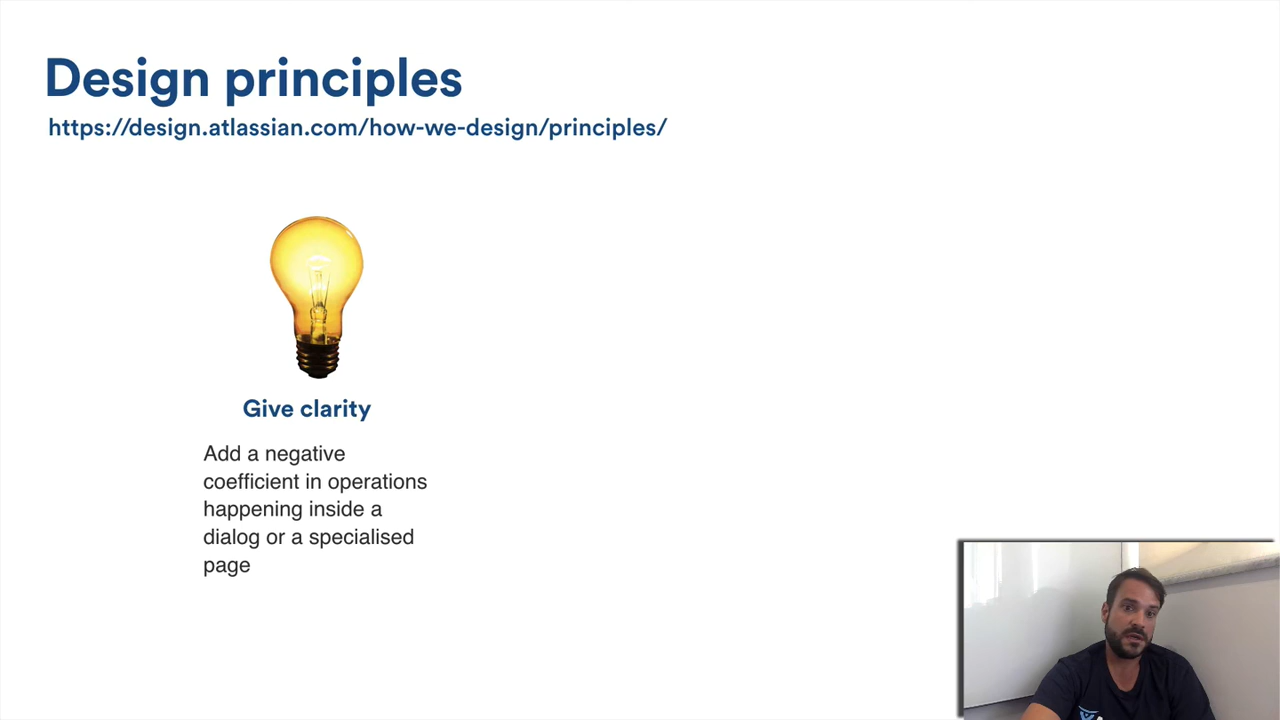 Design principles
https://design.atlassian.com/how-we-design/principles/
Give clarity
Add a negative
coefficient in operations
happening inside a
dialog or a specialised
page